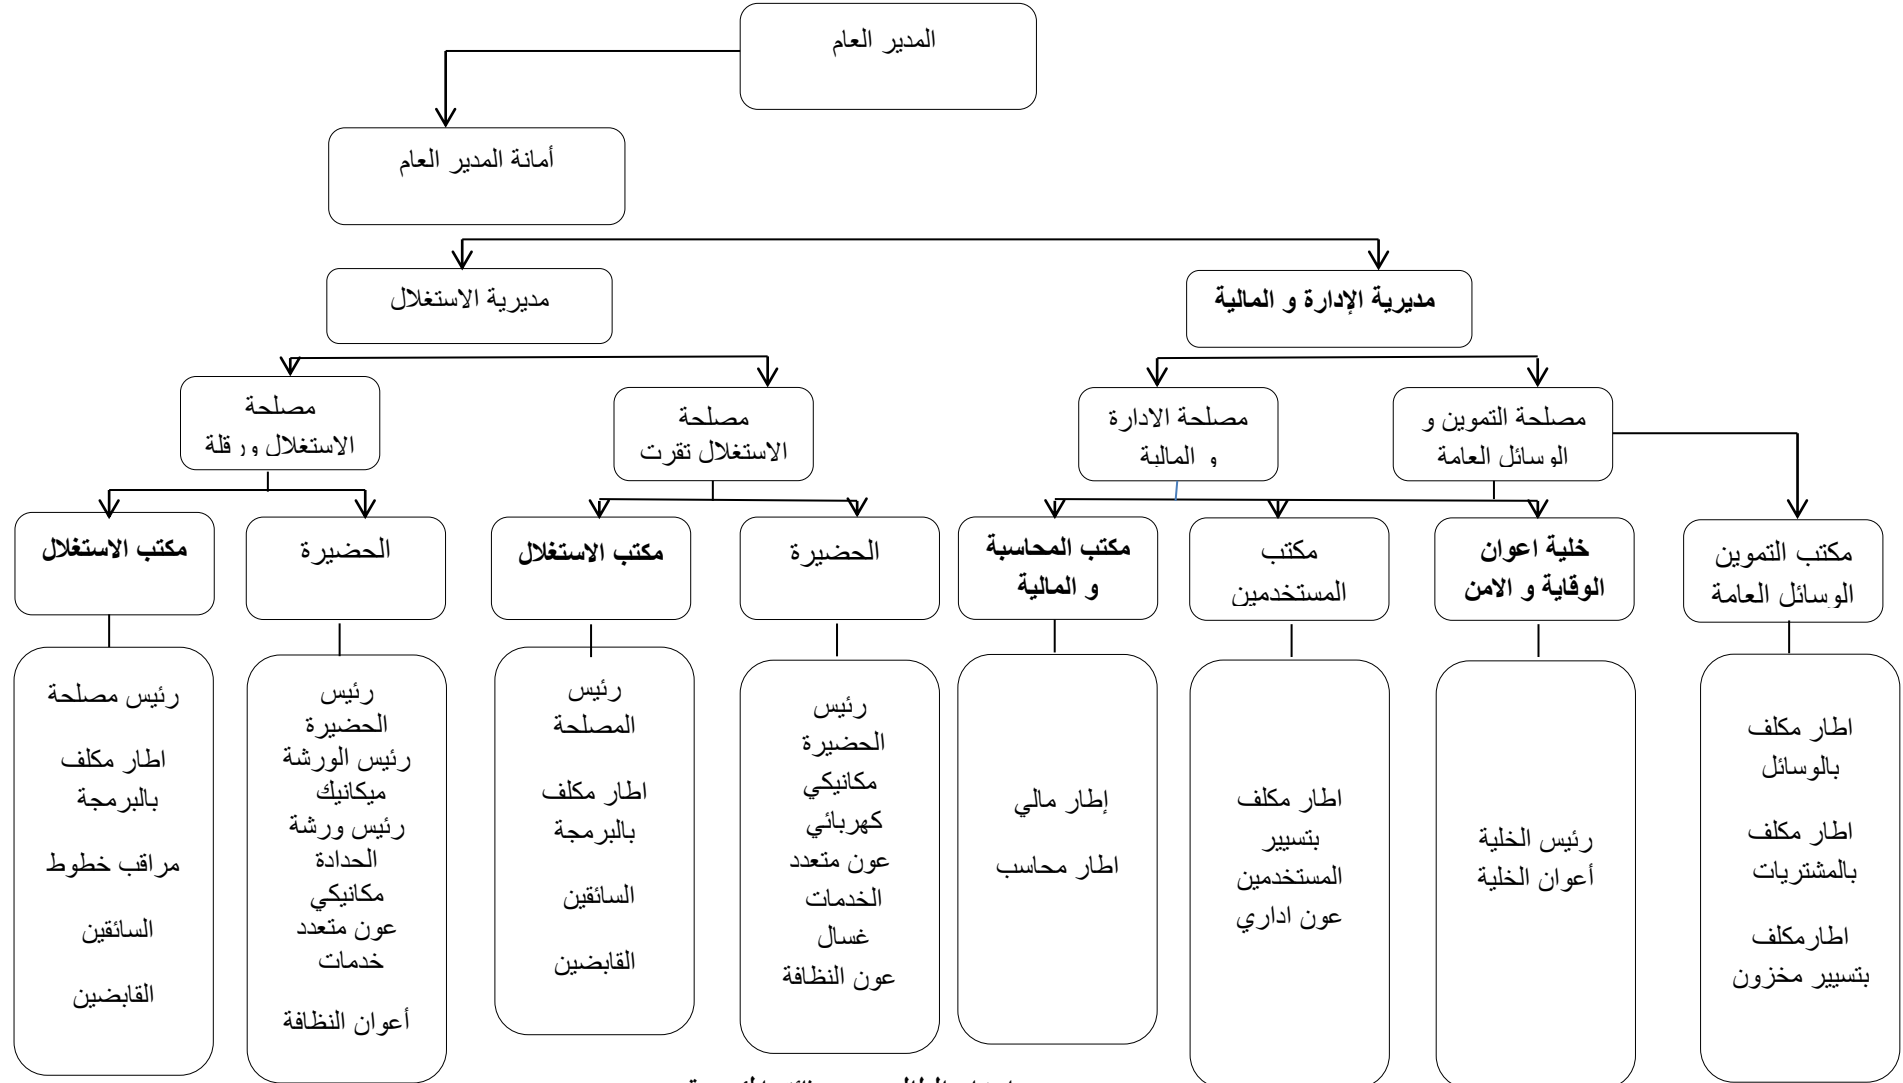 المدير العام
أمانة المدير العام
مديرية الإدارة و المالية
مديرية الاستغلال
مصلحة التموين و
الوسائل العامة
مصلحة الادارة
و المالية
مصلحة
الاستغلال تقرت
مصلحة
الاستغلال ورقلة
مكتب التموين
الوسائل العامة
خلية اعوان
الوقاية و الامن
مكتب
المستخدمين
مكتب المحاسبة
و المالية
الحضيرة
مكتب الاستغلال
الحضيرة
مكتب الاستغلال
اطار مكلف
بالوسائل
اطار مكلف
بالمشتريات
اطارمكلف
بتسيير مخزون
رئيس الخلية
أعوان الخلية
اطار مكلف
بتسيير
المستخدمين
عون اداري
إطار مالي
اطار محاسب
رئيس
الحضيرة
مكانيكي
كهربائي
عون متعدد
الخدمات
غسال
عون النظافة
رئيس
المصلحة
اطار مكلف
بالبرمجة
السائقين
القابضين
رئيس
الحضيرة
رئيس الورشة
ميكانيك
رئيس ورشة
الحدادة
مكانيكي
عون متعدد
خدمات
أعوان النظافة
رئيس مصلحة
اطار مكلف
بالبرمجة
مراقب خطوط
السائقين
القابضين